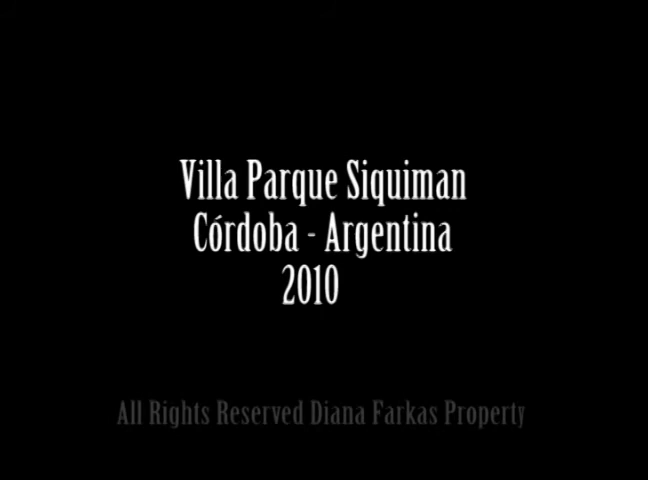 Villa Parque Siquiman
Córdoba - Argentina
2010
All Rights Reserved Diana Farkas Property